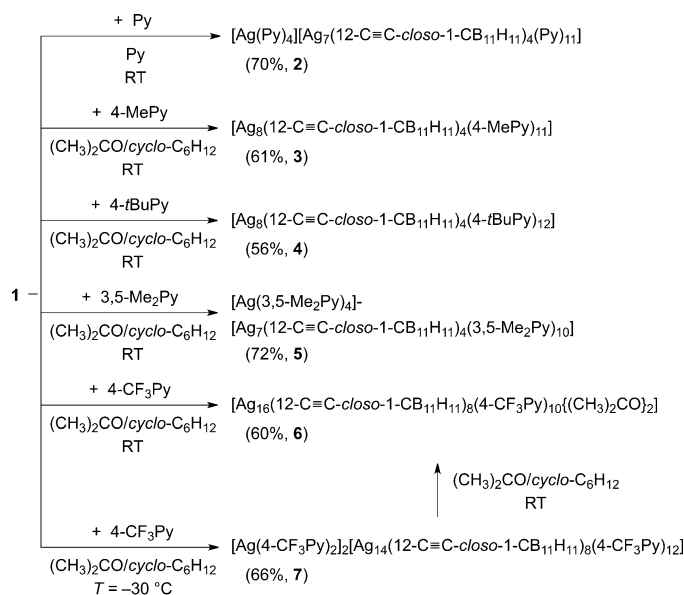 + Py
[Ag(Py)₄][Ag₇(12-C≡C-closo-1-CB₁₁H₁₁)₄(Py)₁₁]
Py
RT
(70%, 2)
+ 4-MePy
[Ag₈(12-C≡C-closo-1-CB₁₁H₁₁)₄(4-MePy)₁₁]
(CH₃)₂CO/cyclo-C₆H₁₂
RT
(61%, 3)
+ 4-tBuPy
[Ag₈(12-C≡C-closo-1-CB₁₁H₁₁)₄(4-tBuPy)₁₂]
(CH₃)₂CO/cyclo-C₆H₁₂
RT
(56%, 4)
1
+ 3,5-Me₂Py
[Ag(3,5-Me₂Py)₄]-
[Ag₇(12-C≡C-closo-1-CB₁₁H₁₁)₄(3,5-Me₂Py)₁₀]
(CH₃)₂CO/cyclo-C₆H₁₂
RT
(72%, 5)
+ 4-CF₃Py
[Ag₁₆(12-C≡C-closo-1-CB₁₁H₁₁)₈(4-CF₃Py)₁₀{(CH₃)₂CO}₂]
(CH₃)₂CO/cyclo-C₆H₁₂
RT
(60%, 6)
(CH₃)₂CO/cyclo-C₆H₁₂
RT
+ 4-CF₃Py
[Ag(4-CF₃Py)₂]₂[Ag₁₄(12-C≡C-closo-1-CB₁₁H₁₁)₈(4-CF₃Py)₁₂]
(CH₃)₂CO/cyclo-C₆H₁₂
T = –30 °C
(66%, 7)